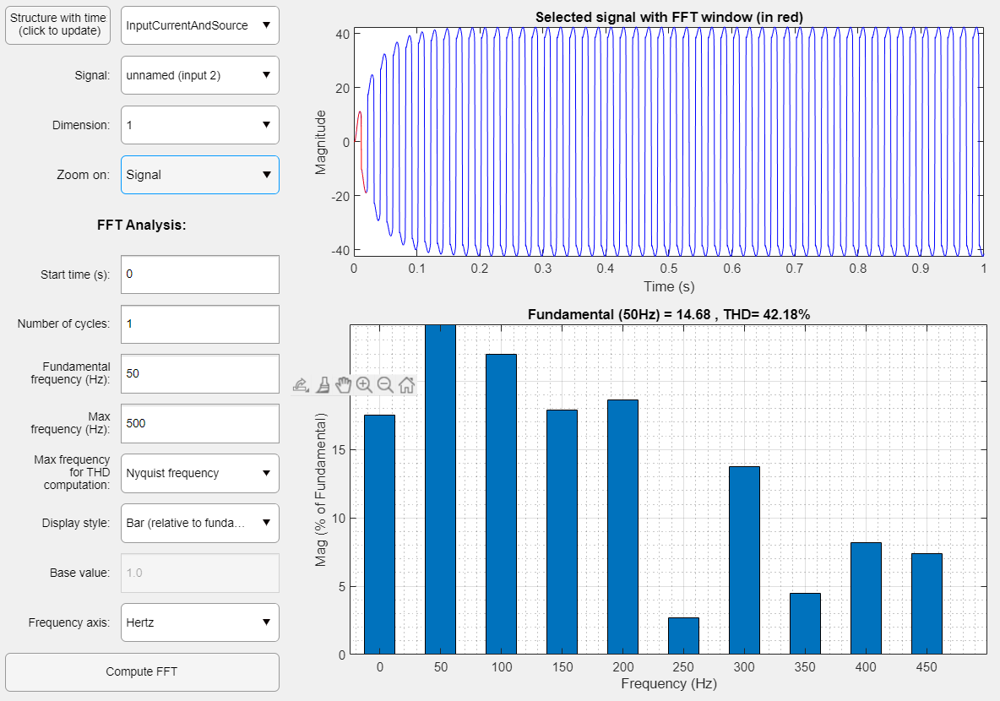 Structure with time
(click to update)
InputCurrentAndSource
Signal:
unnamed (input 2)
Dimension:
1
Zoom on:
Signal
FFT Analysis:
Start time (s):
0
Number of cycles:
1
Fundamental
frequency (Hz):
50
Max
frequency (Hz):
500
Max frequency
for THD
computation:
Nyquist frequency
Display style:
Bar (relative to funda...
Base value:
1.0
Frequency axis:
Hertz
Compute FFT
Selected signal with FFT window (in red)
40
20
0
-20
-40
Magnitude
0 0.1 0.2 0.3 0.4 0.5 0.6 0.7 0.8 0.9 1
Time (s)
Fundamental (50Hz) = 14.68 , THD= 42.18%
15
10
5
0
Mag (% of Fundamental)
0 50 100 150 200 250 300 350 400 450
Frequency (Hz)